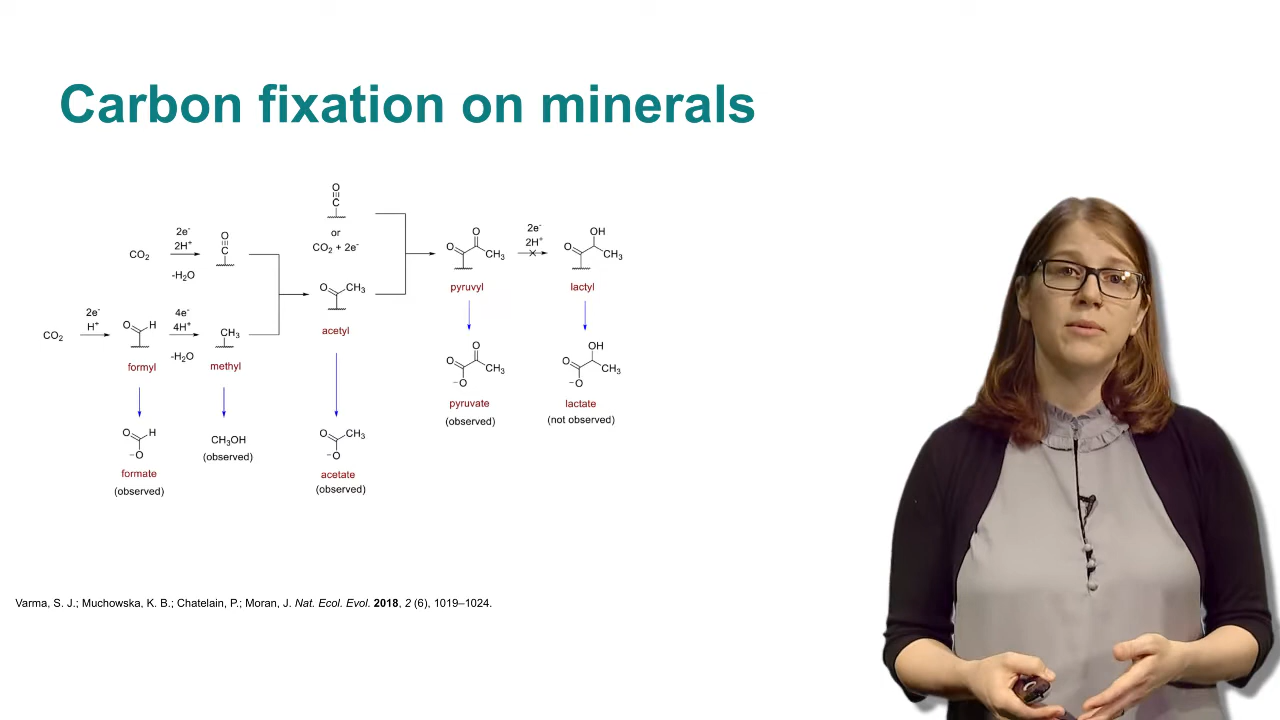 Carbon fixation on minerals
O
C
or
CO2 + 2e-
2e-
2H+
CO2
-H2O
O
C
O
CH3
acetyl
O
O
CH3
pyruvyl
2e-
2H+
OH
O
CH3
lactyl
2e-
H+
CO2
O
H
formyl
4e-
4H+
-H2O
CH3
methyl
O
H
-O
formate
(observed)
CH3OH
(observed)
O
CH3
-O
acetate
(observed)
O
O
CH3
-O
pyruvate
(observed)
OH
O
CH3
-O
lactate
(not observed)
Varma, S. J.; Muchowska, K. B.; Chatelain, P.; Moran, J. Nat. Ecol. Evol. 2018, 2 (6), 1019–1024.